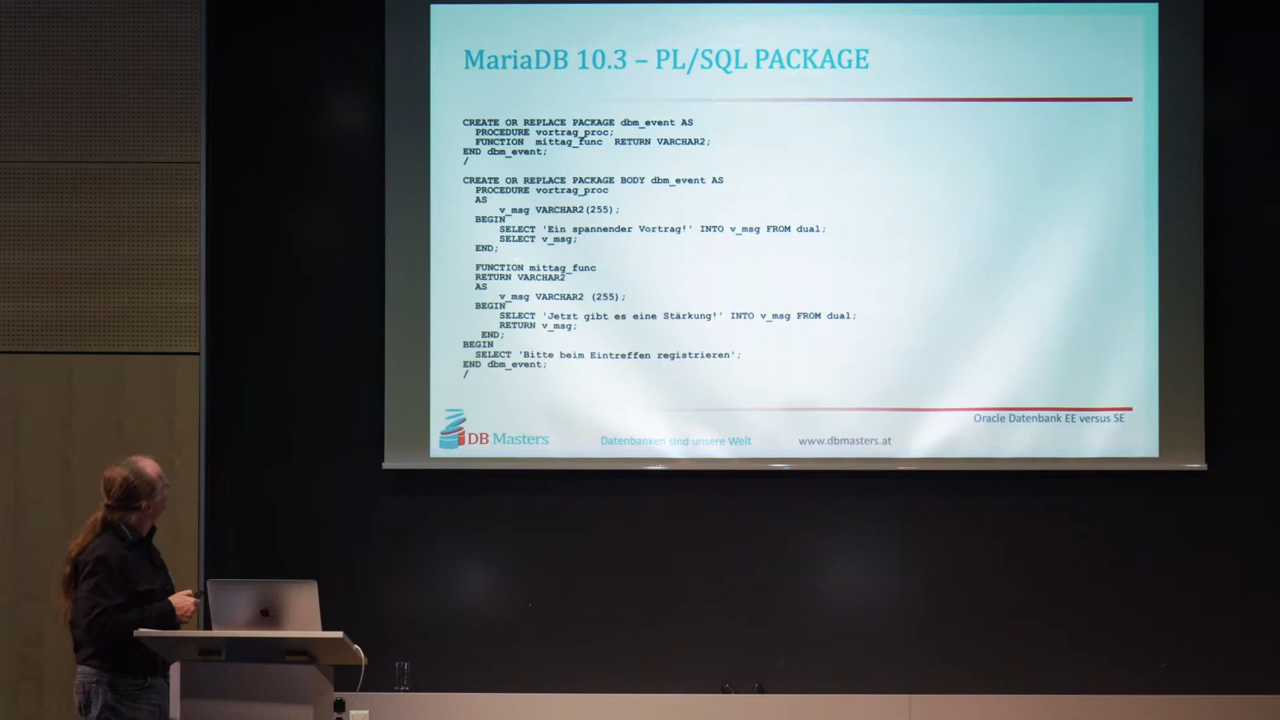 MariaDB 10.3 – PL/SQL PACKAGE
CREATE OR REPLACE PACKAGE dbm_event AS
PROCEDURE vortrag_proc;
FUNCTION mittag_func RETURN VARCHAR2;
END dbm_event;
/
CREATE OR REPLACE PACKAGE BODY dbm_event AS
PROCEDURE vortrag_proc
AS
v_msg VARCHAR2(255);
BEGIN
SELECT 'Ein spannender Vortrag!' INTO v_msg FROM dual;
SELECT v_msg;
END;
FUNCTION mittag_func
RETURN VARCHAR2
AS
v_msg VARCHAR2 (255);
BEGIN
SELECT 'Jetzt gibt es eine Stärkung!' INTO v_msg FROM dual;
RETURN v_msg;
END;
BEGIN
SELECT 'Bitte beim Eintreffen registrieren';
END dbm_event;
/
Oracle Datenbank EE versus SE
DB Masters
Datenbanken sind unsere Welt
www.dbmasters.at